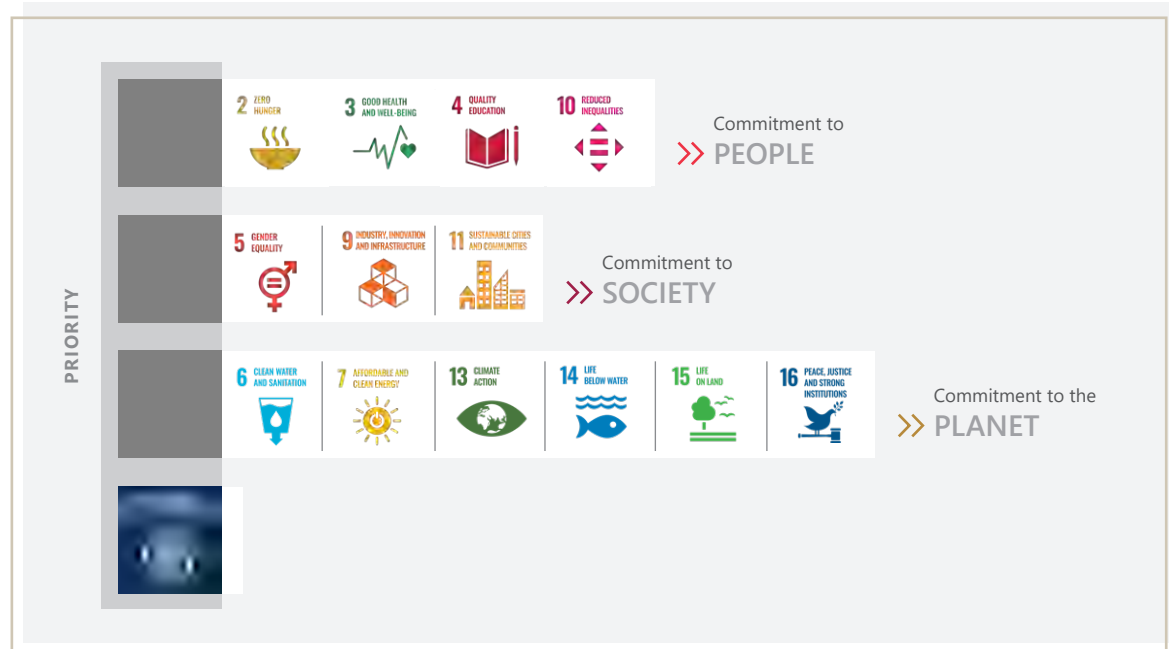 PRIORITY
2 ZERO
HUNGER
3 GOOD HEALTH
AND WELL-BEING
4 QUALITY
EDUCATION
10 REDUCED
INEQUALITIES
Commitment to
PEOPLE
5 GENDER
EQUALITY
9 INDUSTRY, INNOVATION
AND INFRASTRUCTURE
11 SUSTAINABLE CITIES
AND COMMUNITIES
Commitment to
SOCIETY
6 CLEAN WATER
AND SANITATION
7 AFFORDABLE AND
CLEAN ENERGY
13 CLIMATE
ACTION
14 LIFE
BELOW WATER
15 LIFE
ON LAND
16 PEACE, JUSTICE
AND STRONG
INSTITUTIONS
Commitment to the
PLANET